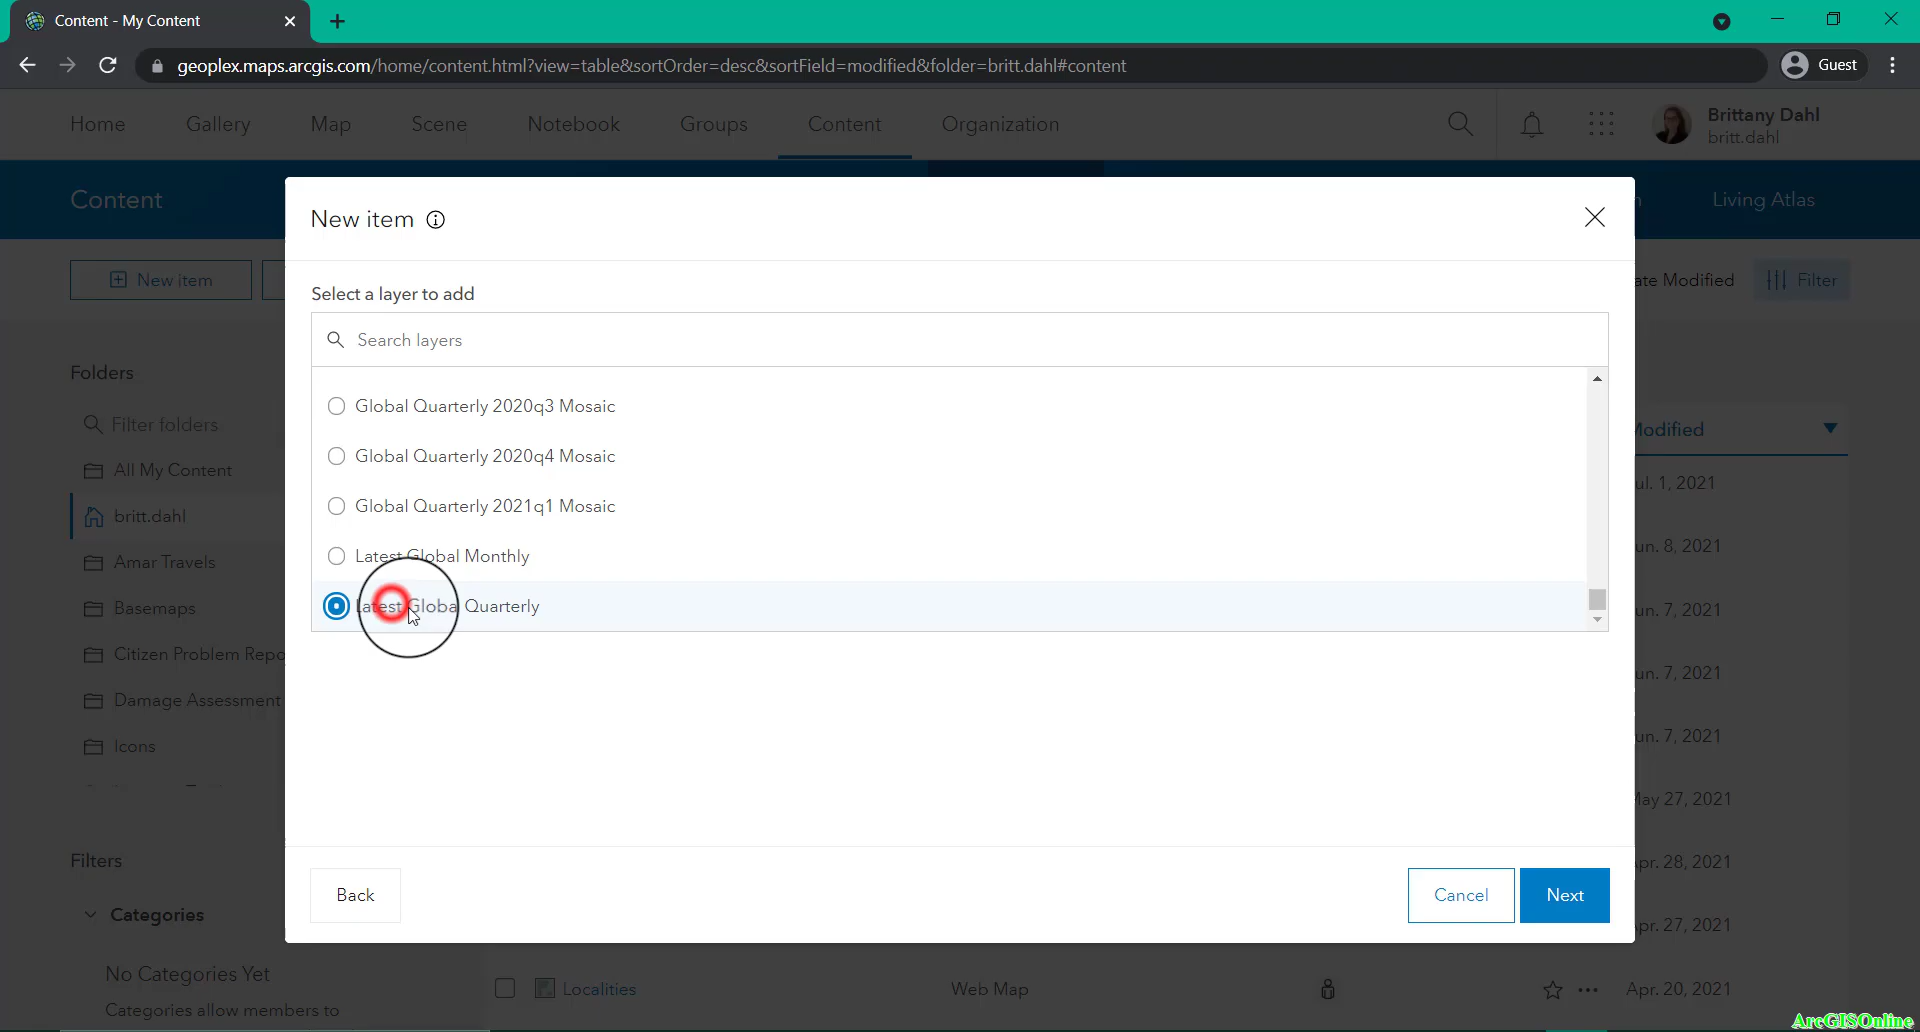 Content - My Content
geoplex.maps.arcgis.com/home/content.html?view=table&sortOrder=desc&sortField=modified&folder=britt.dahl#content
Guest
Home Gallery Map Scene Notebook Groups Content Organization
Brittany Dahl
britt.dahl
Content
Living Atlas
New item
ate Modified
Filter
New item
Select a layer to add
Search layers
Global Quarterly 2020q3 Mosaic
Global Quarterly 2020q4 Mosaic
Global Quarterly 2021q1 Mosaic
Latest Global Monthly
Latest Global Quarterly
Back
Cancel
Next
Folders
Filter folders
All My Content
britt.dahl
Amar Travels
Basemaps
Citizen Problem Repo
Damage Assessment
Icons
Filters
Categories
No Categories Yet
Categories allow members to
Modified
ul. 1, 2021
un. 8, 2021
un. 7, 2021
un. 7, 2021
un. 7, 2021
May 27, 2021
pr. 28, 2021
pr. 27, 2021
Localities
Web Map
Apr. 20, 2021
ArcGISOnline